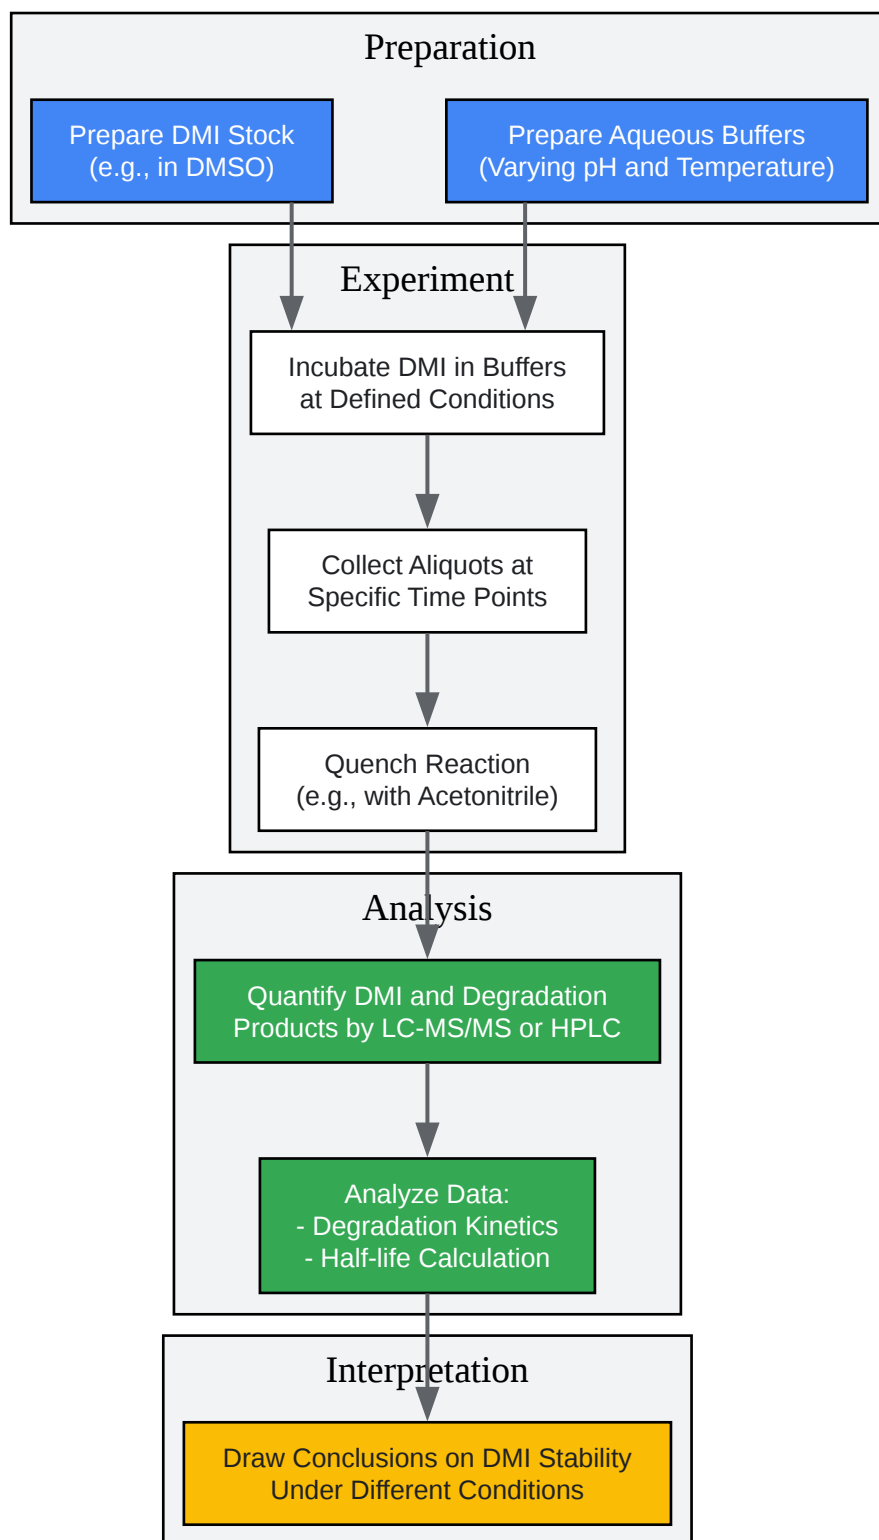 Preparation
Prepare DMI Stock
(e.g., in DMSO)
Prepare Aqueous Buffers
(Varying pH and Temperature)
Experiment
Incubate DMI in Buffers
at Defined Conditions
Collect Aliquots at
Specific Time Points
Quench Reaction
(e.g., with Acetonitrile)
Analysis
Quantify DMI and Degradation
Products by LC-MS/MS or HPLC
Analyze Data:
- Degradation Kinetics
- Half-life Calculation
Interpretation
Draw Conclusions on DMI Stability
Under Different Conditions